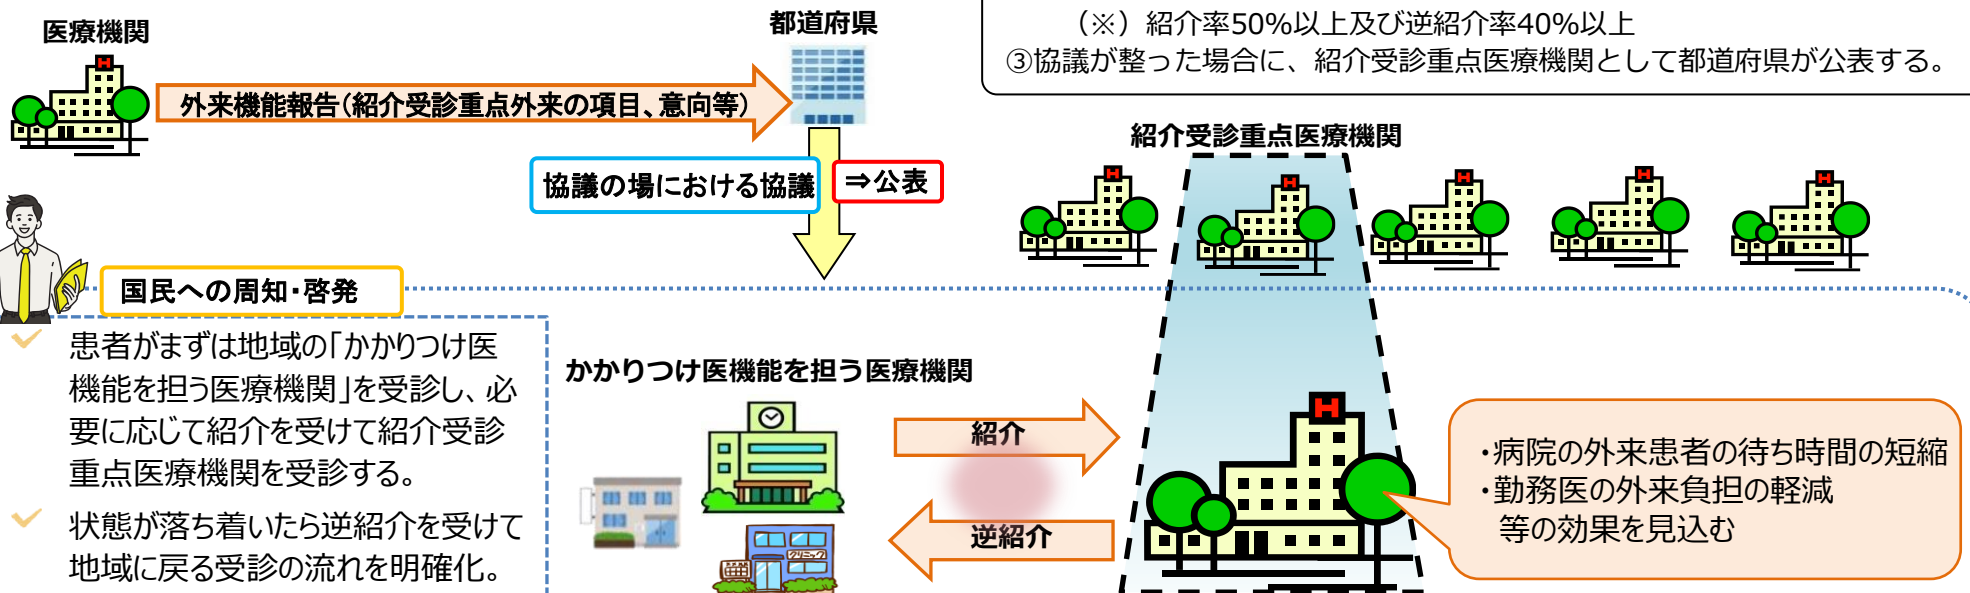 医療機関
外来機能報告(紹介受診重点外来の項目、意向等)
都道府県
（※）紹介率50%以上及び逆紹介率40%以上
③協議が整った場合に、紹介受診重点医療機関として都道府県が公表する。
協議の場における協議
⇒公表
紹介受診重点医療機関
国民への周知･啓発
患者がまずは地域の「かかりつけ医
機能を担う医療機関」を受診し、必
要に応じて紹介を受けて紹介受診
重点医療機関を受診する。
状態が落ち着いたら逆紹介を受けて
地域に戻る受診の流れを明確化。
かかりつけ医機能を担う医療機関
クリニック
紹介
逆紹介
・病院の外来患者の待ち時間の短縮
・勤務医の外来負担の軽減
等の効果を見込む